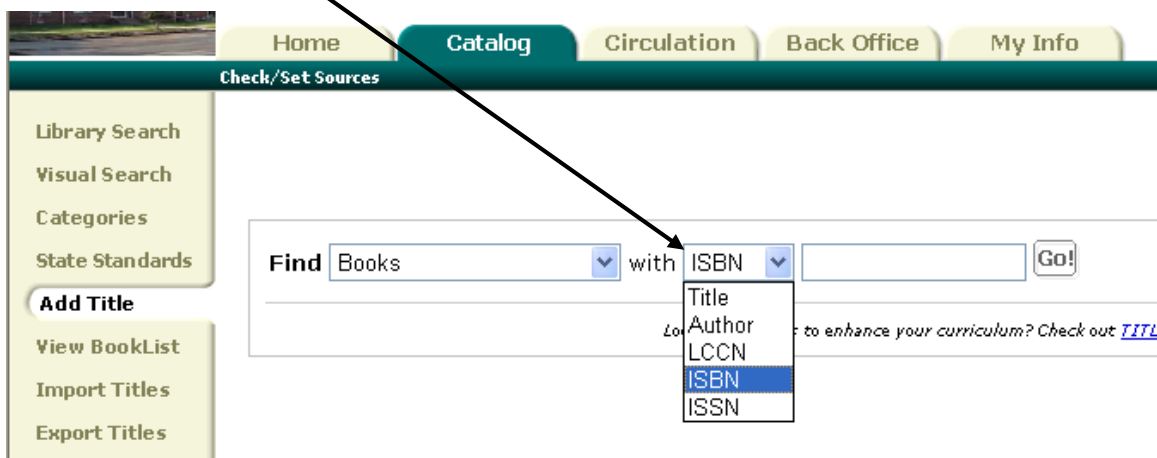 Home Catalog Circulation Back Office My Info
Check/Set Sources
Library Search
Visual Search
Categories
State Standards
Add Title
View BookList
Import Titles
Export Titles
Find Books with ISBN Go!
Title
Author
LCCN
ISBN
ISSN
to enhance your curriculum? Check out TITL